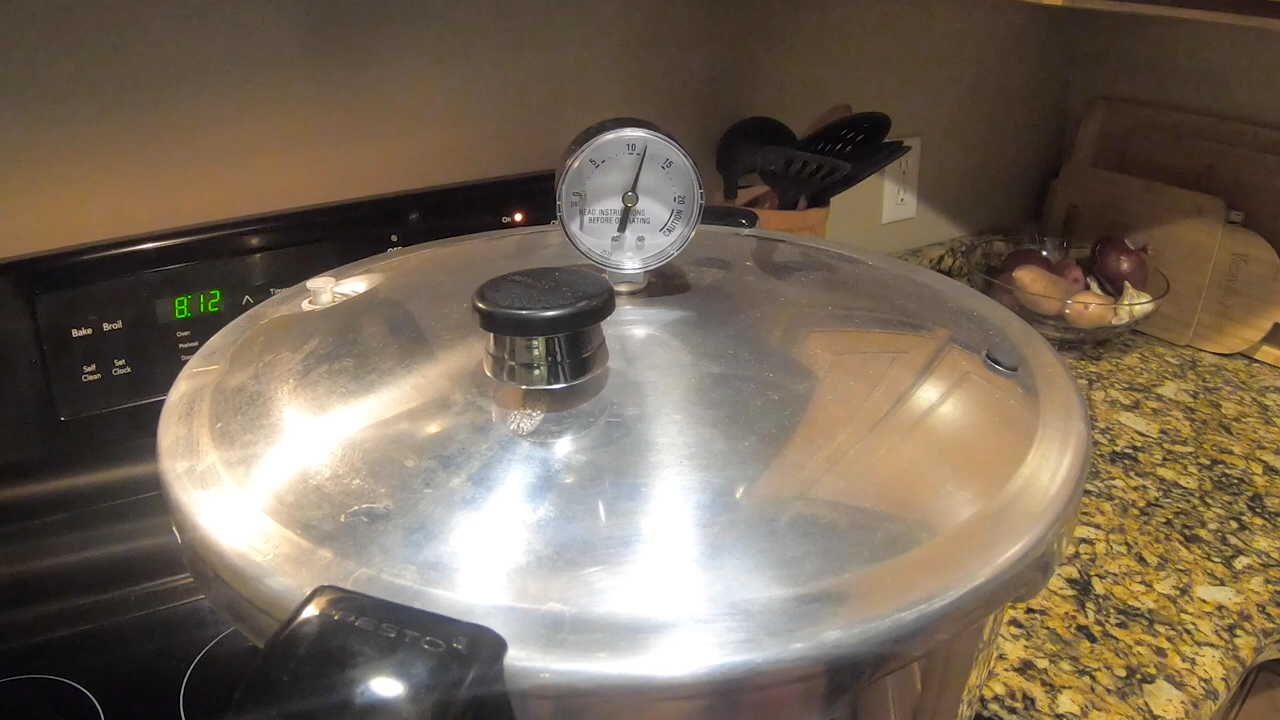 10
5
15
0
20
READ INSTRUCTIONS
BEFORE OPERATING
CAUTION
On
8:12
Bake Broil
Oven
Preheat
Self
Clean
Set
Clock
PRESTO